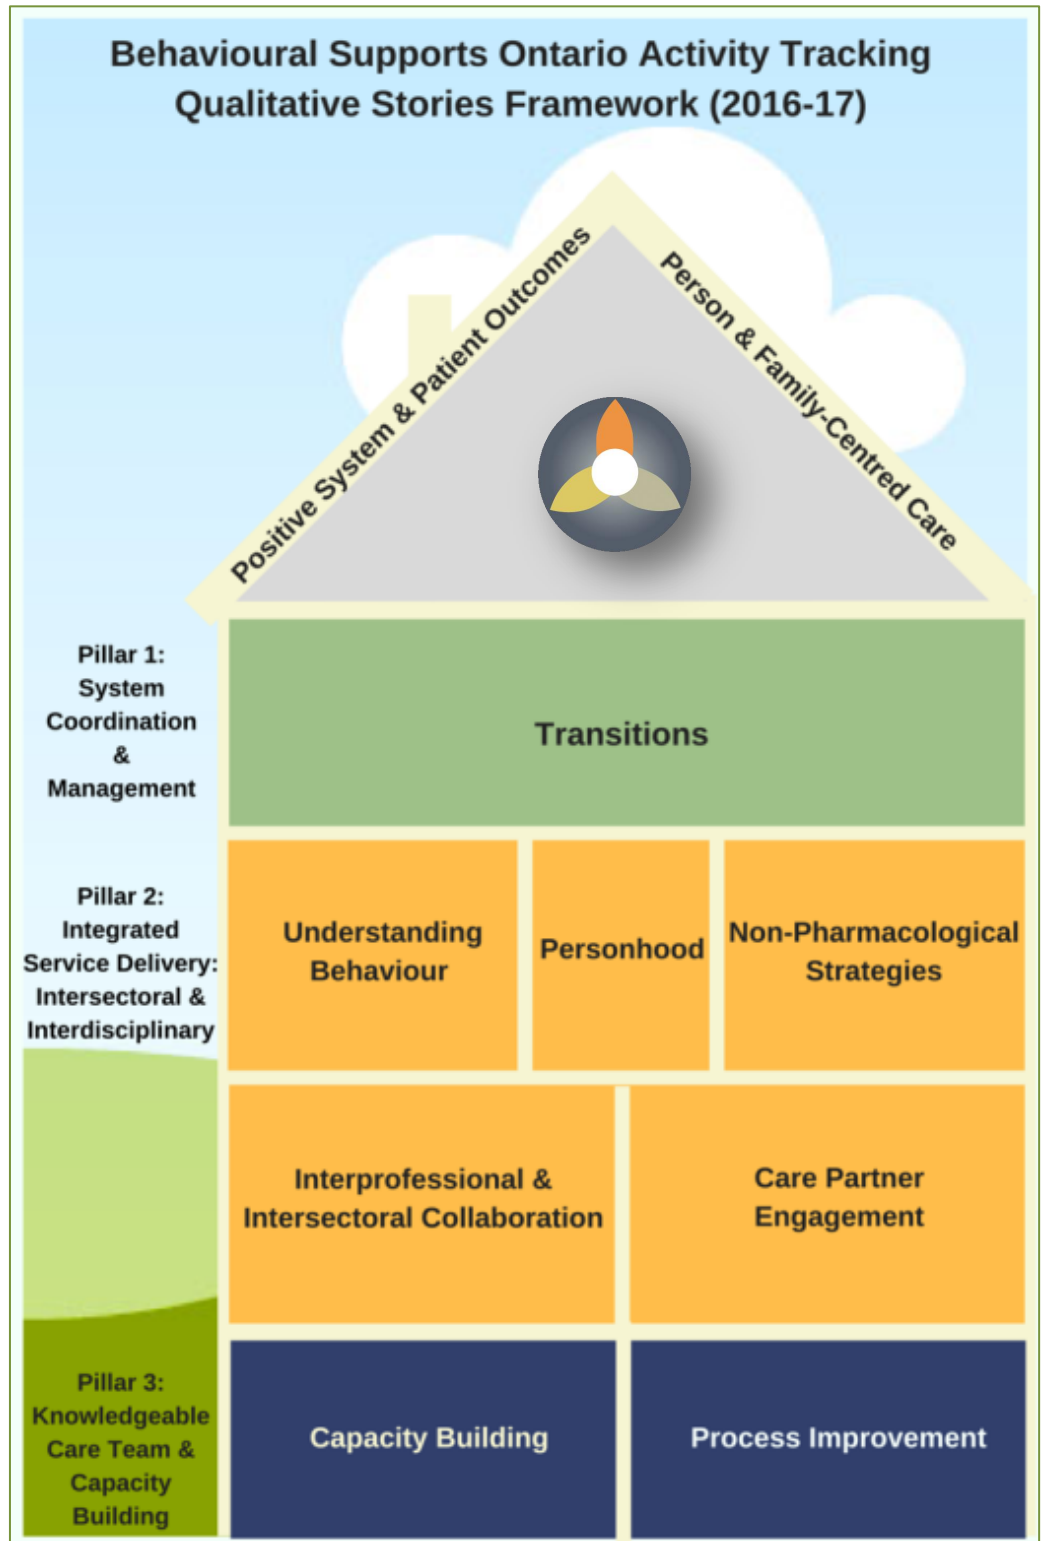 Behavioural Supports Ontario Activity Tracking
Qualitative Stories Framework (2016-17)
Positive System & Patient Outcomes
Person & Family-Centred Care
Pillar 1:
System
Coordination
&
Management
Transitions
Pillar 2:
Integrated
Service Delivery:
Intersectoral &
Interdisciplinary
Understanding
Behaviour
Personhood
Non-Pharmacological
Strategies
Interprofessional &
Intersectoral Collaboration
Care Partner
Engagement
Pillar 3:
Knowledgeable
Care Team &
Capacity
Building
Capacity Building
Process Improvement